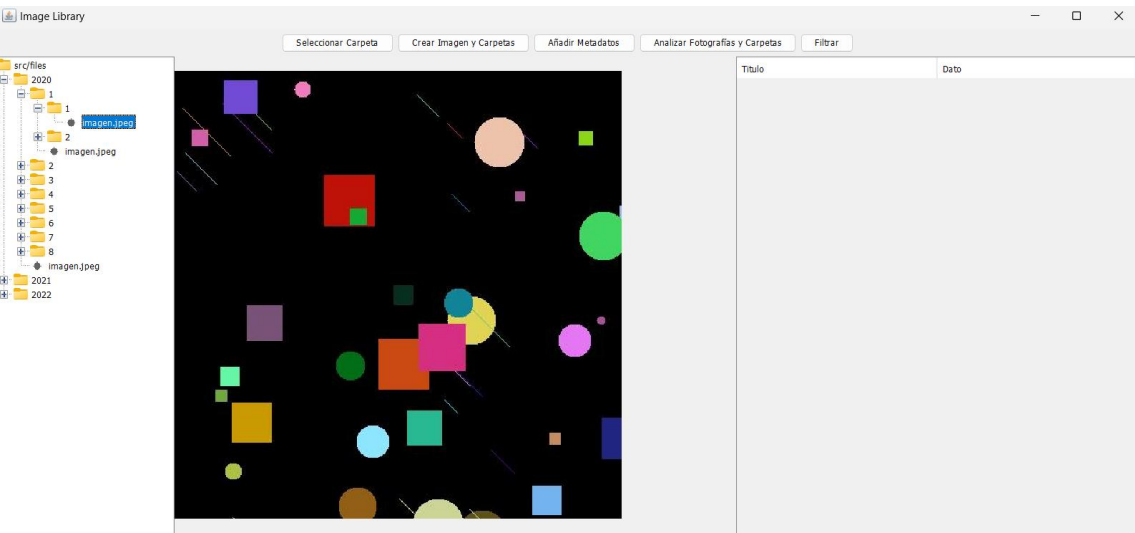 Image Library
Seleccionar Carpeta Crear Imagen y Carpetas Añadir Metadatos Analizar Fotografías y Carpetas Filtrar
src/files
2020
1
1
imagen.jpeg
2
imagen.jpeg
2
3
4
5
6
7
8
imagen.jpeg
2021
2022
Titulo Dato